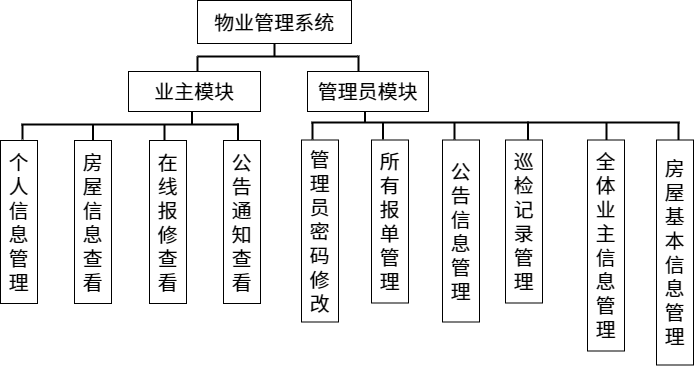 物业管理系统
业主模块
管理员模块
个人信息管理
房屋信息查看
在线报修查看
公告通知查看
管理员密码修改
所有报单管理
公告信息管理
巡检记录管理
全体业主信息管理
房屋基本信息管理